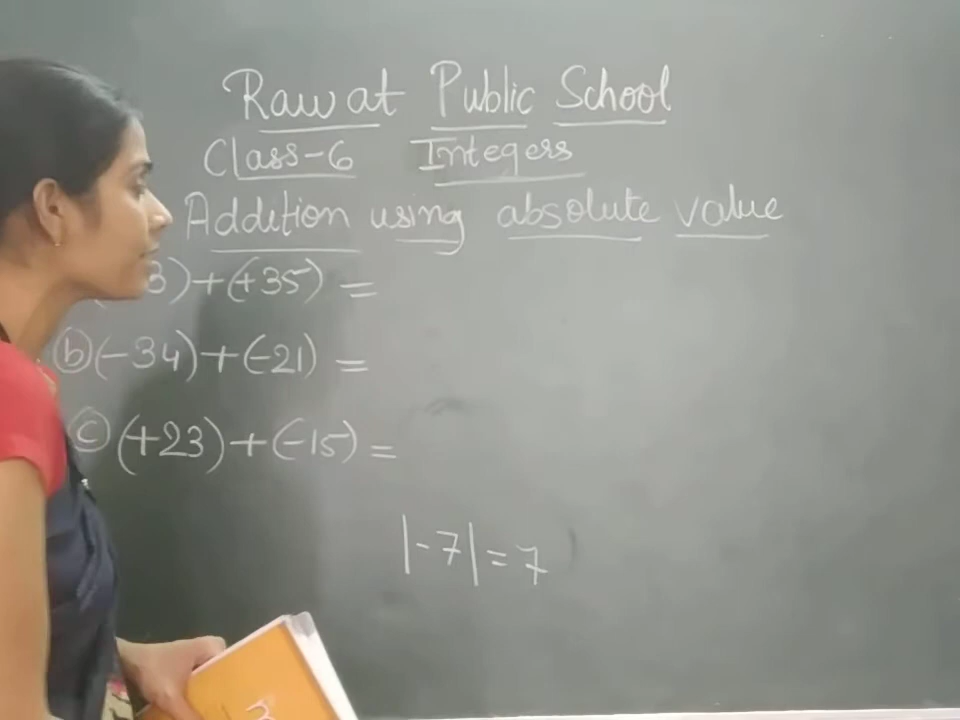 Rawat Public School
Class-6 Integers
Addition using absolute value
3)+(+35) =
(b) (-34)+(-21) =
(c) (+23)+(-15) =
|-7| = 7